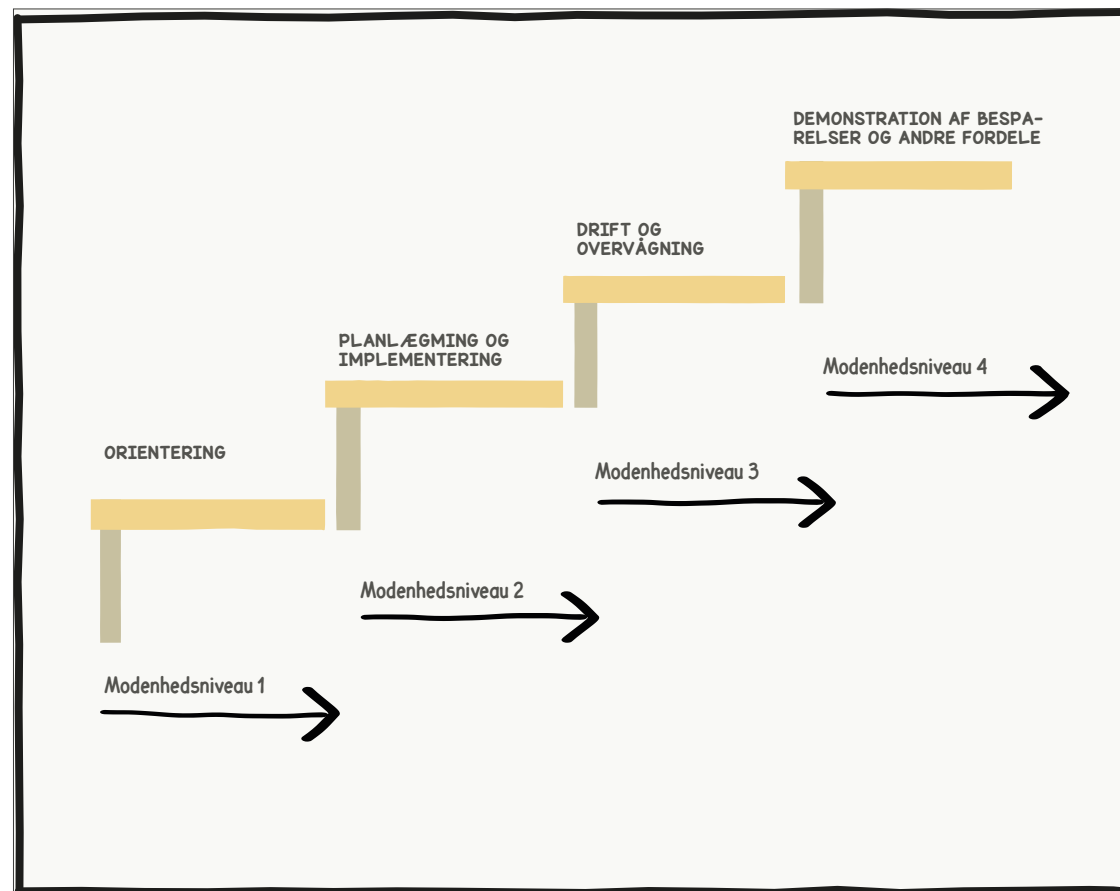 DEMONSTRATION AF BESPA-
RELSER OG ANDRE FORDELE
DRIFT OG
OVERVÅGNING
PLANLÆGMING OG
IMPLEMENTERING
Modenhedsniveau 4
ORIENTERING
Modenhedsniveau 3
Modenhedsniveau 2
Modenhedsniveau 1